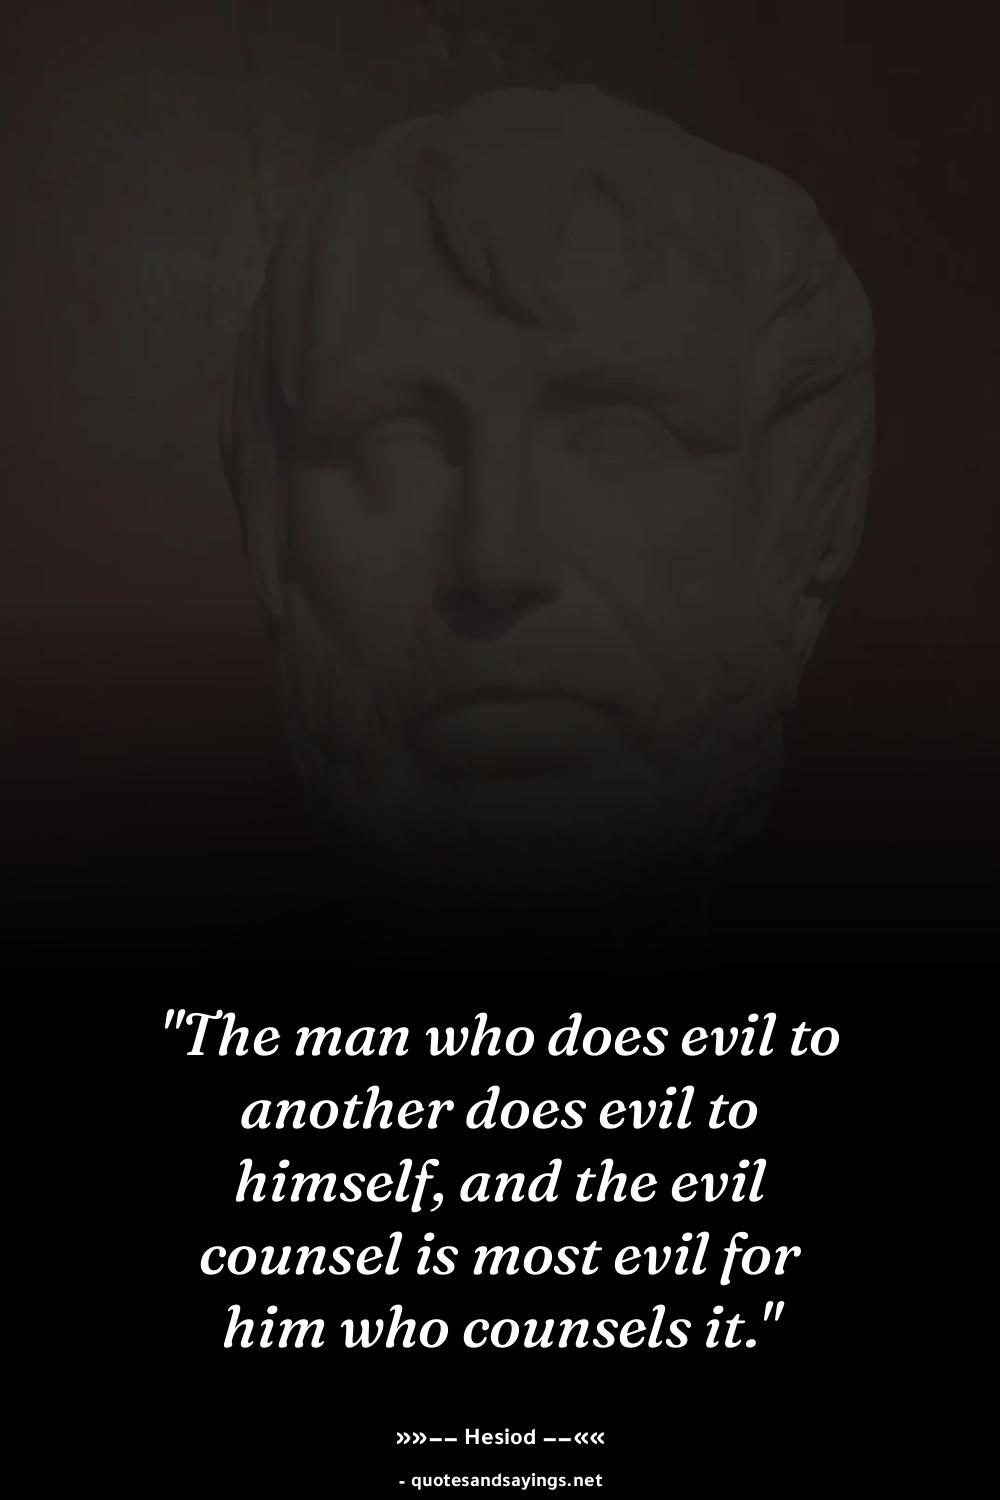 "The man who does evil to
another does evil to
himself, and the evil
counsel is most evil for
him who counsels it."
»»–– Hesiod ––««
- quotesandsayings.net